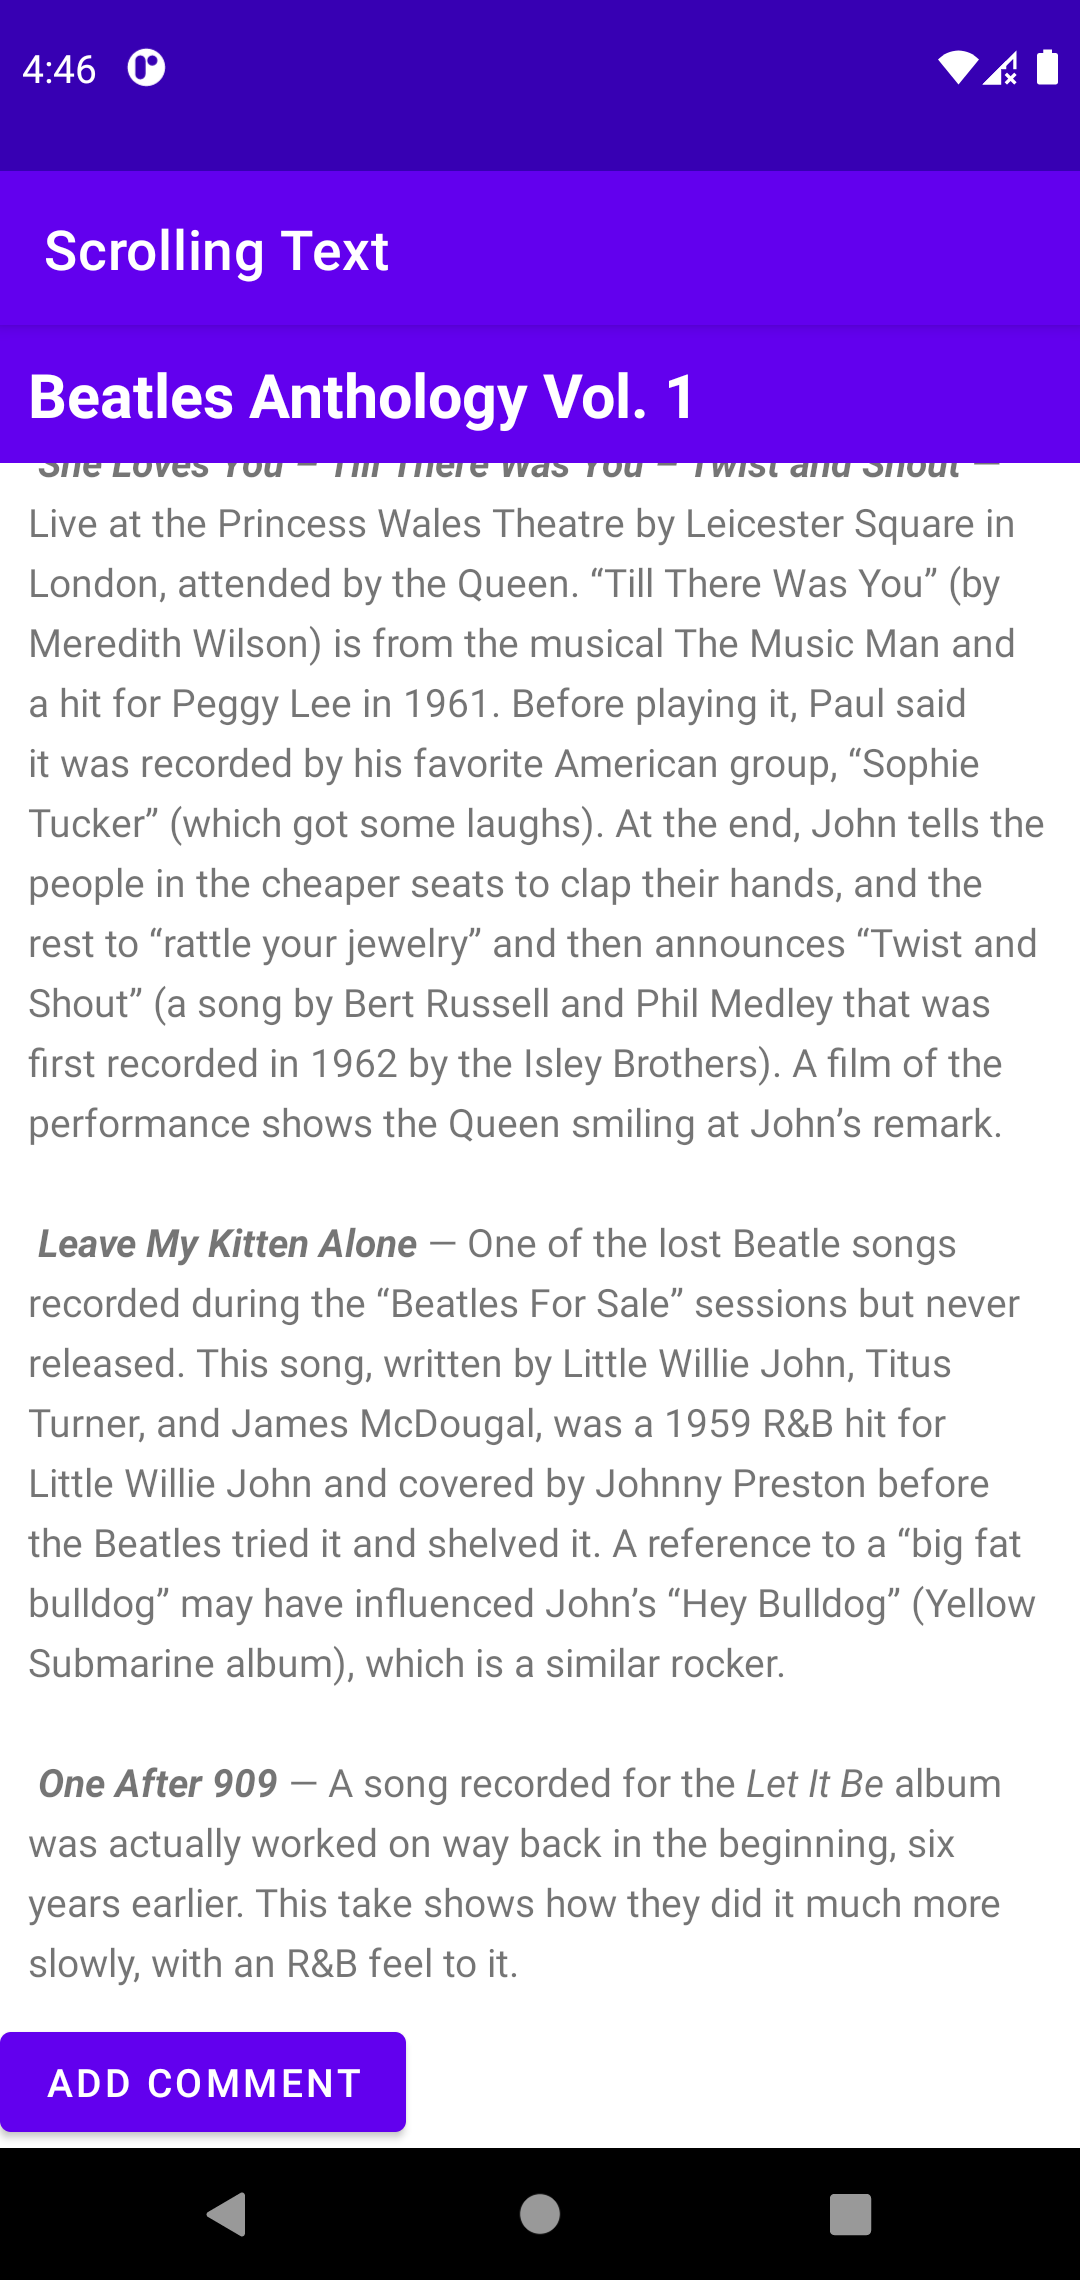 4:46
Scrolling Text
Beatles Anthology Vol. 1
She Loves You – Till There Was You – Twist and Shout —
Live at the Princess Wales Theatre by Leicester Square in
London, attended by the Queen. “Till There Was You” (by
Meredith Wilson) is from the musical The Music Man and
a hit for Peggy Lee in 1961. Before playing it, Paul said
it was recorded by his favorite American group, “Sophie
Tucker” (which got some laughs). At the end, John tells the
people in the cheaper seats to clap their hands, and the
rest to “rattle your jewelry” and then announces “Twist and
Shout” (a song by Bert Russell and Phil Medley that was
first recorded in 1962 by the Isley Brothers). A film of the
performance shows the Queen smiling at John’s remark.
Leave My Kitten Alone — One of the lost Beatle songs
recorded during the “Beatles For Sale” sessions but never
released. This song, written by Little Willie John, Titus
Turner, and James McDougal, was a 1959 R&B hit for
Little Willie John and covered by Johnny Preston before
the Beatles tried it and shelved it. A reference to a “big fat
bulldog” may have influenced John’s “Hey Bulldog” (Yellow
Submarine album), which is a similar rocker.
One After 909 — A song recorded for the Let It Be album
was actually worked on way back in the beginning, six
years earlier. This take shows how they did it much more
slowly, with an R&B feel to it.
ADD COMMENT